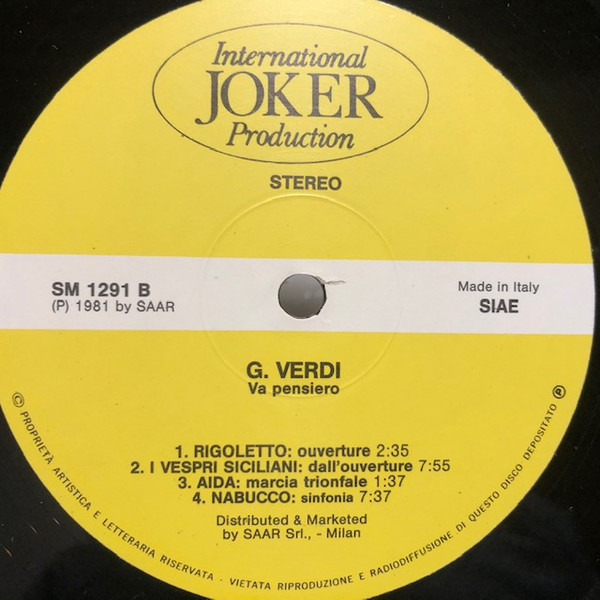 International
JOKER
Production
STEREO
SM 1291 B
(P) 1981 by SAAR
Made in Italy
SIAE
G. VERDI
Va pensiero
1. RIGOLETTO: ouverture 2:35
2. I VESPRI SICILIANI: dall'ouverture 7:55
3. AIDA: marcia trionfale 1:37
4. NABUCCO: sinfonia 7:37
Distributed & Marketed
by SAAR Srl., - Milan
© PROPRIETÀ ARTISTICA E LETTERARIA RISERVATA - VIETATA RIPRODUZIONE E RADIODIFFUSIONE DI QUESTO DISCO DEPOSITATO ℗